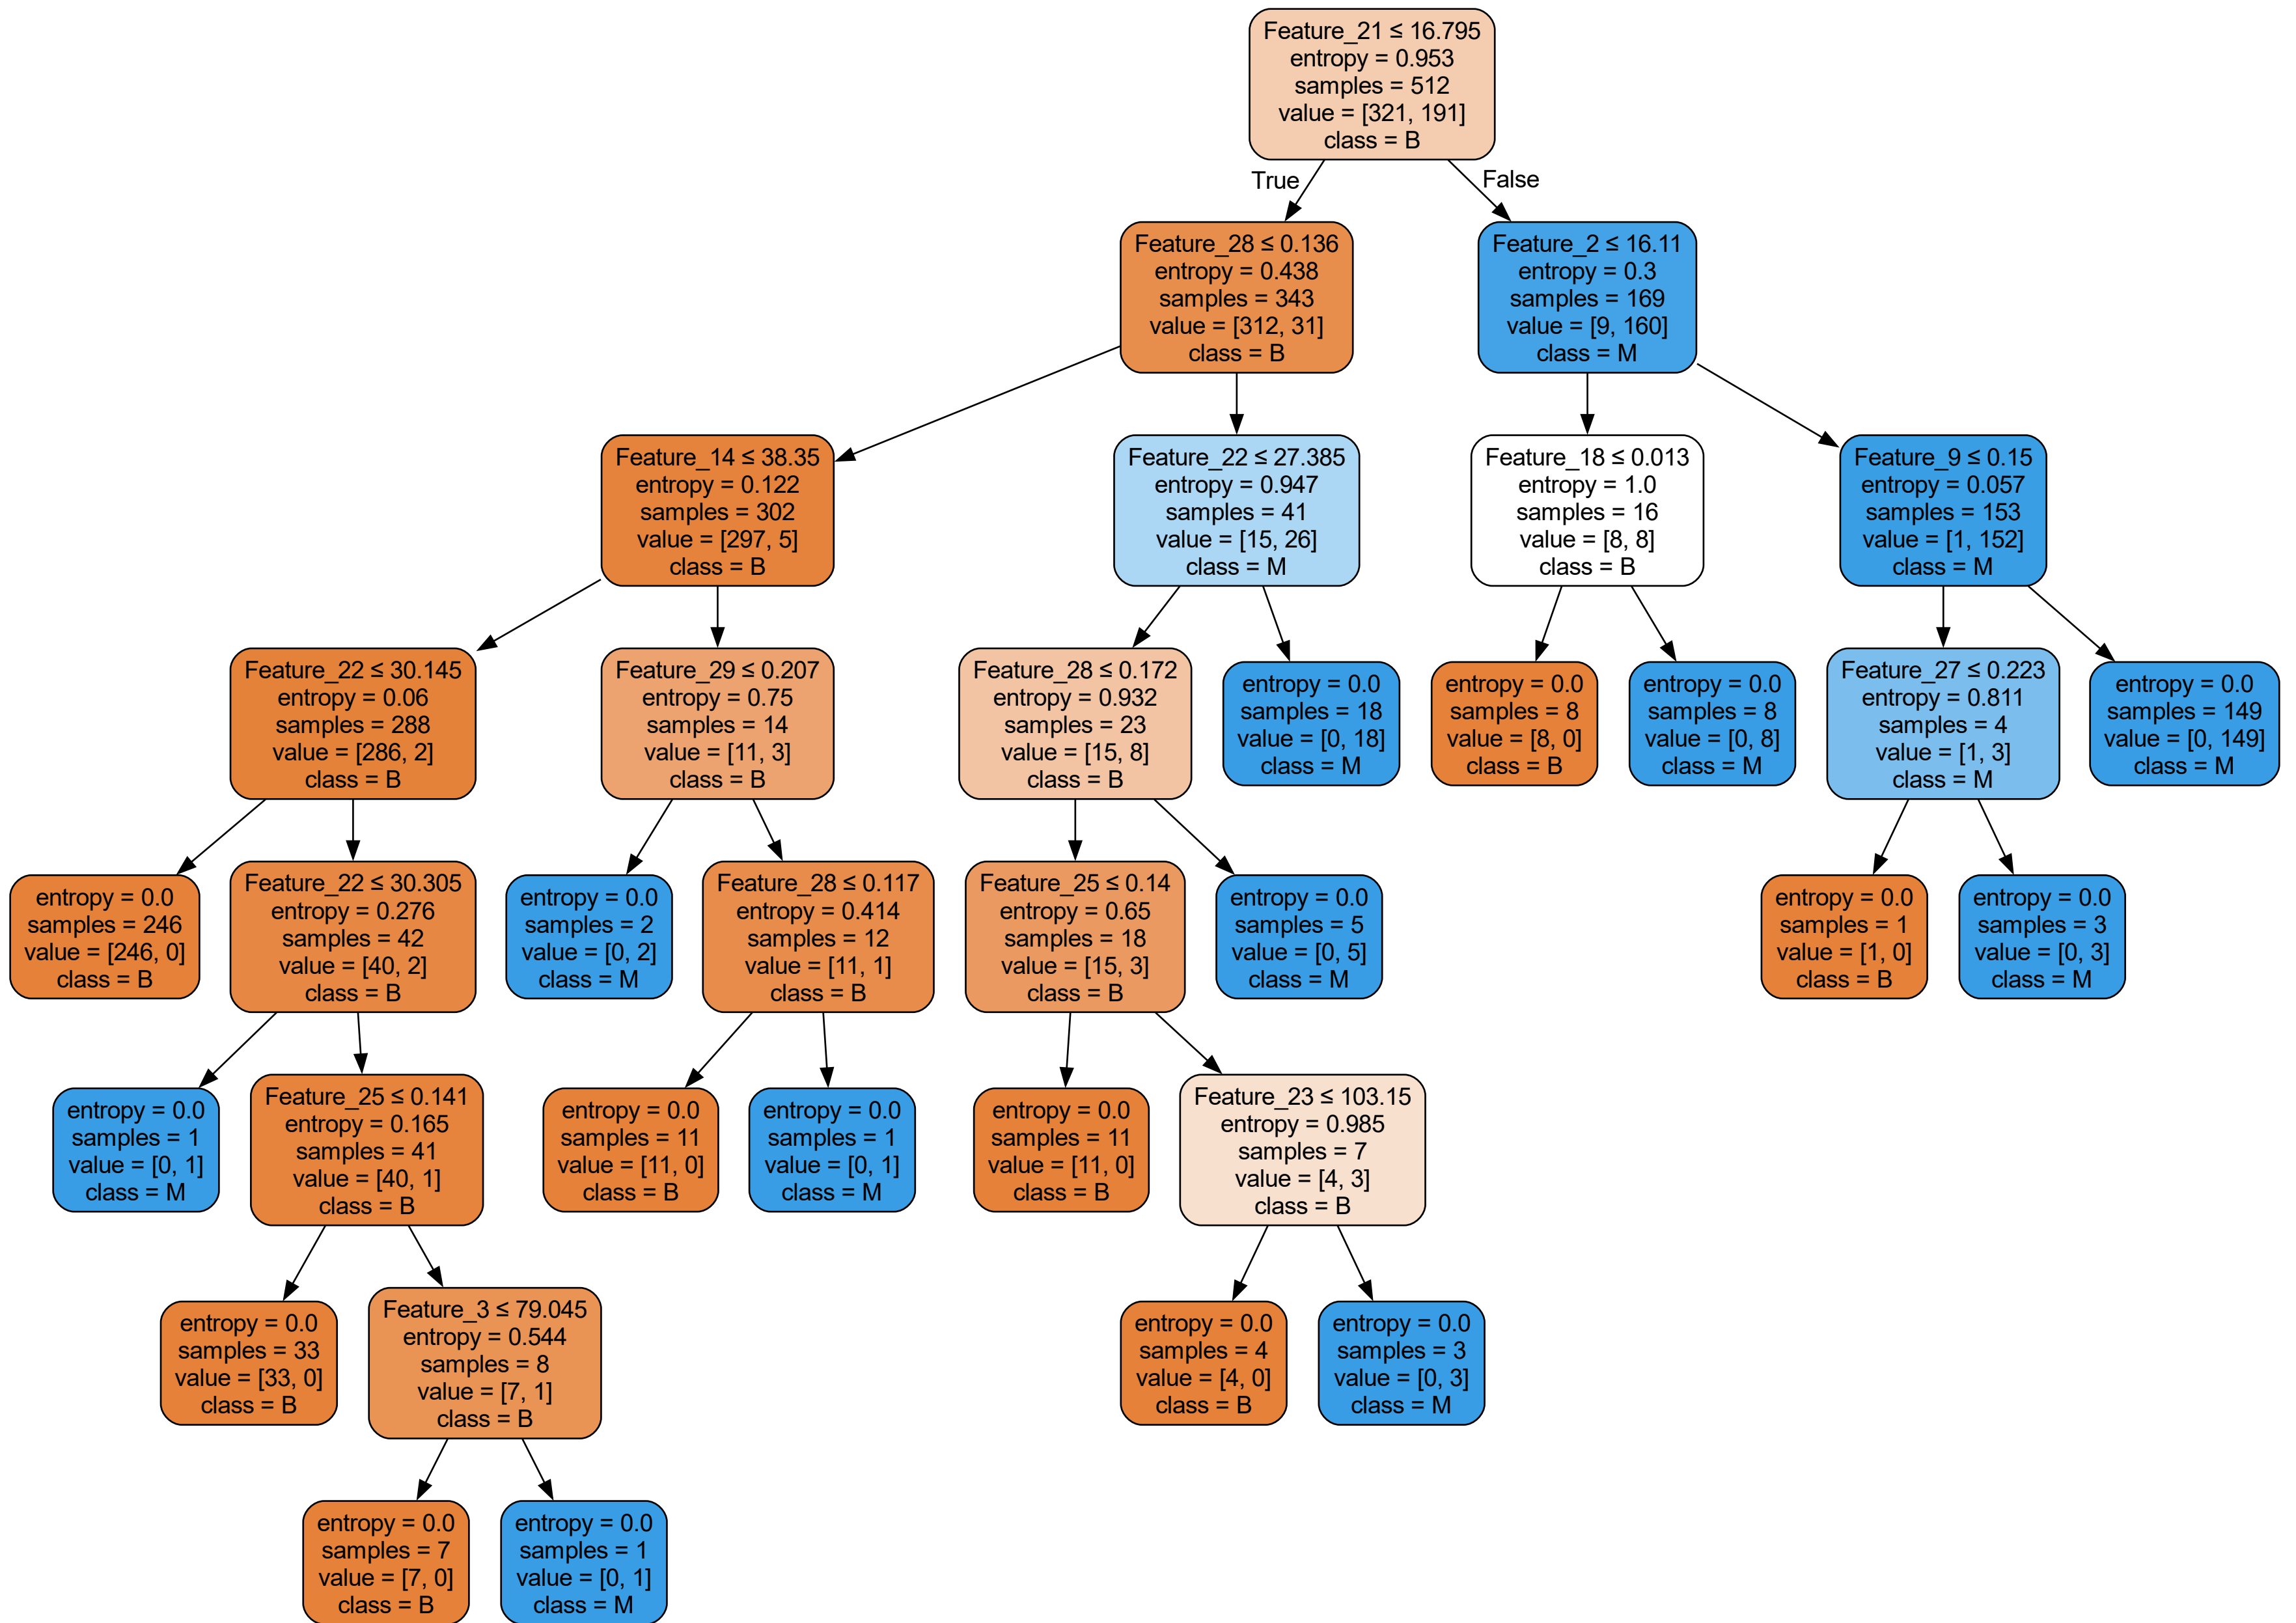 Feature_21 ≤ 16.795
entropy = 0.953
samples = 512
value = [321, 191]
class = B
True
False
Feature_28 ≤ 0.136
entropy = 0.438
samples = 343
value = [312, 31]
class = B
Feature_2 ≤ 16.11
entropy = 0.3
samples = 169
value = [9, 160]
class = M
Feature_14 ≤ 38.35
entropy = 0.122
samples = 302
value = [297, 5]
class = B
Feature_22 ≤ 27.385
entropy = 0.947
samples = 41
value = [15, 26]
class = M
Feature_18 ≤ 0.013
entropy = 1.0
samples = 16
value = [8, 8]
class = B
Feature_9 ≤ 0.15
entropy = 0.057
samples = 153
value = [1, 152]
class = M
Feature_22 ≤ 30.145
entropy = 0.06
samples = 288
value = [286, 2]
class = B
Feature_29 ≤ 0.207
entropy = 0.75
samples = 14
value = [11, 3]
class = B
Feature_28 ≤ 0.172
entropy = 0.932
samples = 23
value = [15, 8]
class = B
entropy = 0.0
samples = 18
value = [0, 18]
class = M
entropy = 0.0
samples = 8
value = [8, 0]
class = B
entropy = 0.0
samples = 8
value = [0, 8]
class = M
Feature_27 ≤ 0.223
entropy = 0.811
samples = 4
value = [1, 3]
class = M
entropy = 0.0
samples = 149
value = [0, 149]
class = M
entropy = 0.0
samples = 246
value = [246, 0]
class = B
Feature_22 ≤ 30.305
entropy = 0.276
samples = 42
value = [40, 2]
class = B
entropy = 0.0
samples = 2
value = [0, 2]
class = M
Feature_28 ≤ 0.117
entropy = 0.414
samples = 12
value = [11, 1]
class = B
Feature_25 ≤ 0.14
entropy = 0.65
samples = 18
value = [15, 3]
class = B
entropy = 0.0
samples = 5
value = [0, 5]
class = M
entropy = 0.0
samples = 1
value = [1, 0]
class = B
entropy = 0.0
samples = 3
value = [0, 3]
class = M
entropy = 0.0
samples = 1
value = [0, 1]
class = M
Feature_25 ≤ 0.141
entropy = 0.165
samples = 41
value = [40, 1]
class = B
entropy = 0.0
samples = 11
value = [11, 0]
class = B
entropy = 0.0
samples = 1
value = [0, 1]
class = M
entropy = 0.0
samples = 11
value = [11, 0]
class = B
Feature_23 ≤ 103.15
entropy = 0.985
samples = 7
value = [4, 3]
class = B
entropy = 0.0
samples = 33
value = [33, 0]
class = B
Feature_3 ≤ 79.045
entropy = 0.544
samples = 8
value = [7, 1]
class = B
entropy = 0.0
samples = 4
value = [4, 0]
class = B
entropy = 0.0
samples = 3
value = [0, 3]
class = M
entropy = 0.0
samples = 7
value = [7, 0]
class = B
entropy = 0.0
samples = 1
value = [0, 1]
class = M